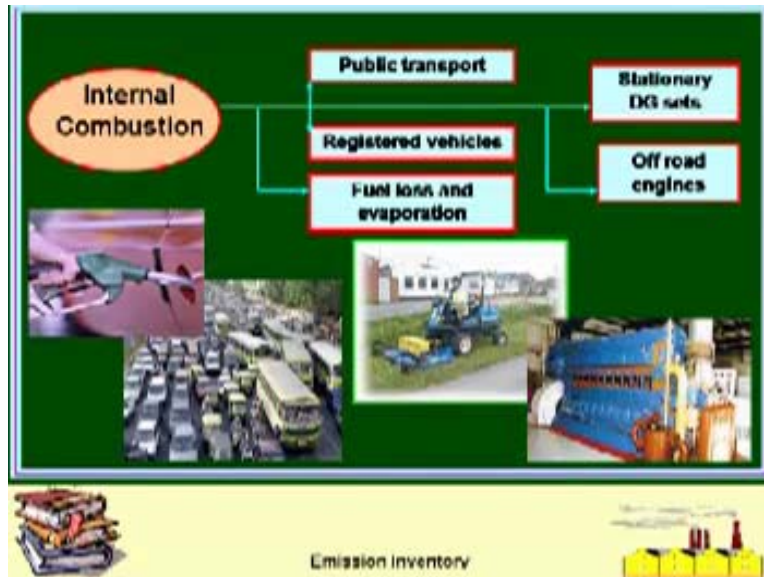 Internal
Combustion
Public transport
Registered vehicles
Fuel loss and
evaporation
Stationary
DG sets
Off road
engines
Emission Inventory